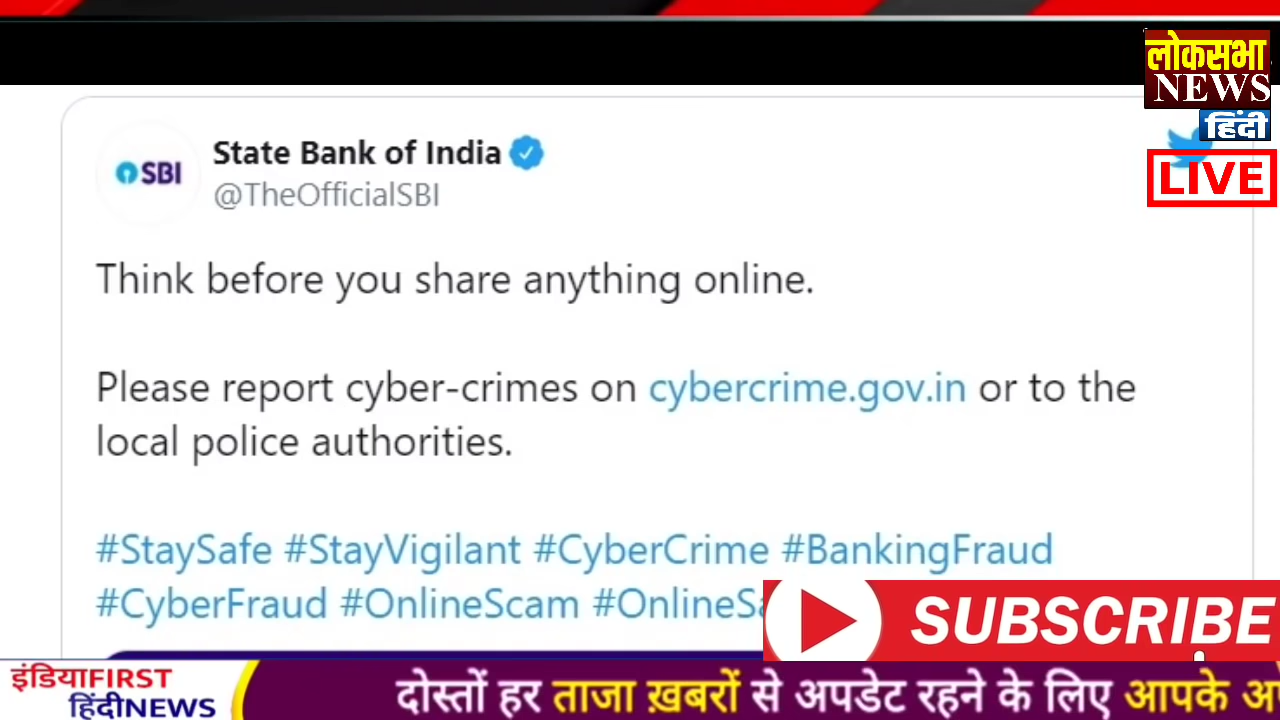 लोकसभा
NEWS
हिंदी
LIVE
SBI
State Bank of India
@TheOfficialSBI
Think before you share anything online.
Please report cyber-crimes on cybercrime.gov.in or to the
local police authorities.
#StaySafe #StayVigilant #CyberCrime #BankingFraud
#CyberFraud #OnlineScam
SUBSCRIBE
इंडियाFIRST
हिंदीNEWS
दोस्तों हर ताजा ख़बरों से अपडेट रहने के लिए आपके